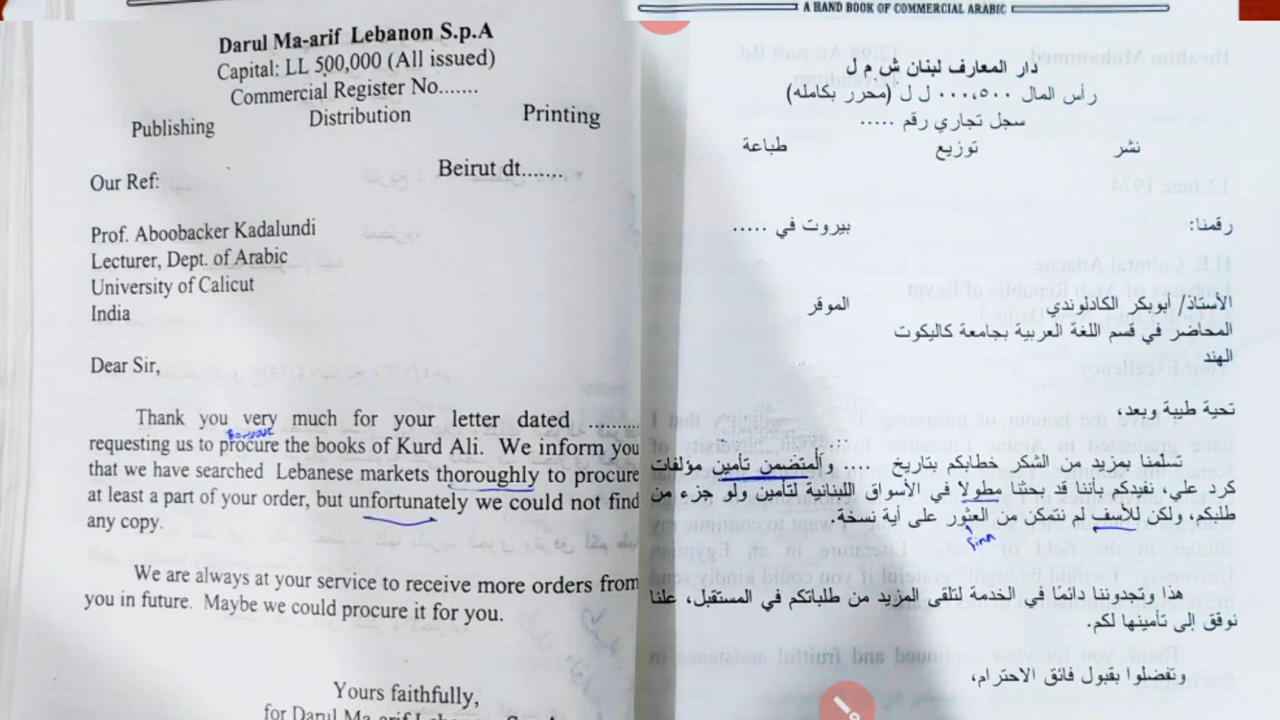 Darul Ma-arif Lebanon S.p.A
Capital: LL 500,000 (All issued)
Commercial Register No.......
Publishing Distribution Printing
Beirut dt.......
Our Ref:
Prof. Aboobacker Kadalundi
Lecturer, Dept. of Arabic
University of Calicut
India
Dear Sir,
Thank you very much for your letter dated .........
requesting us to procure the books of Kurd Ali. We inform you
that we have searched Lebanese markets thoroughly to procure
at least a part of your order, but unfortunately we could not find
any copy.
We are always at your service to receive more orders from
you in future. Maybe we could procure it for you.
Yours faithfully,
for Darul Ma-arif Lebanon S.p.A
A HAND BOOK OF COMMERCIAL ARABIC
دار المعارف لبنان ش م ل
رأس المال ٥٠٠،٠٠٠ ل ل (محرر بكامله)
سجل تجاري رقم .....
نشر توزيع طباعة
رقمنا: بيروت في .....
الأستاذ/ أبوبكر الكادلوندي الموقر
المحاضر في قسم اللغة العربية بجامعة كاليكوت
الهند
تحية طيبة وبعد،
تسلمنا بمزيد من الشكر خطابكم بتاريخ .... والمتضمن تأمين مؤلفات
كرد علي، نفيدكم بأننا قد بحثنا مطولا في الأسواق اللبنانية لتأمين ولو جزء من
طلبكم، ولكن للأسف لم نتمكن من العثور على أية نسخة.
هذا وتجدوننا دائمًا في الخدمة لتلقى المزيد من طلباتكم في المستقبل، علنا
نوفق إلى تأمينها لكم.
وتفضلوا بقبول فائق الاحترام،